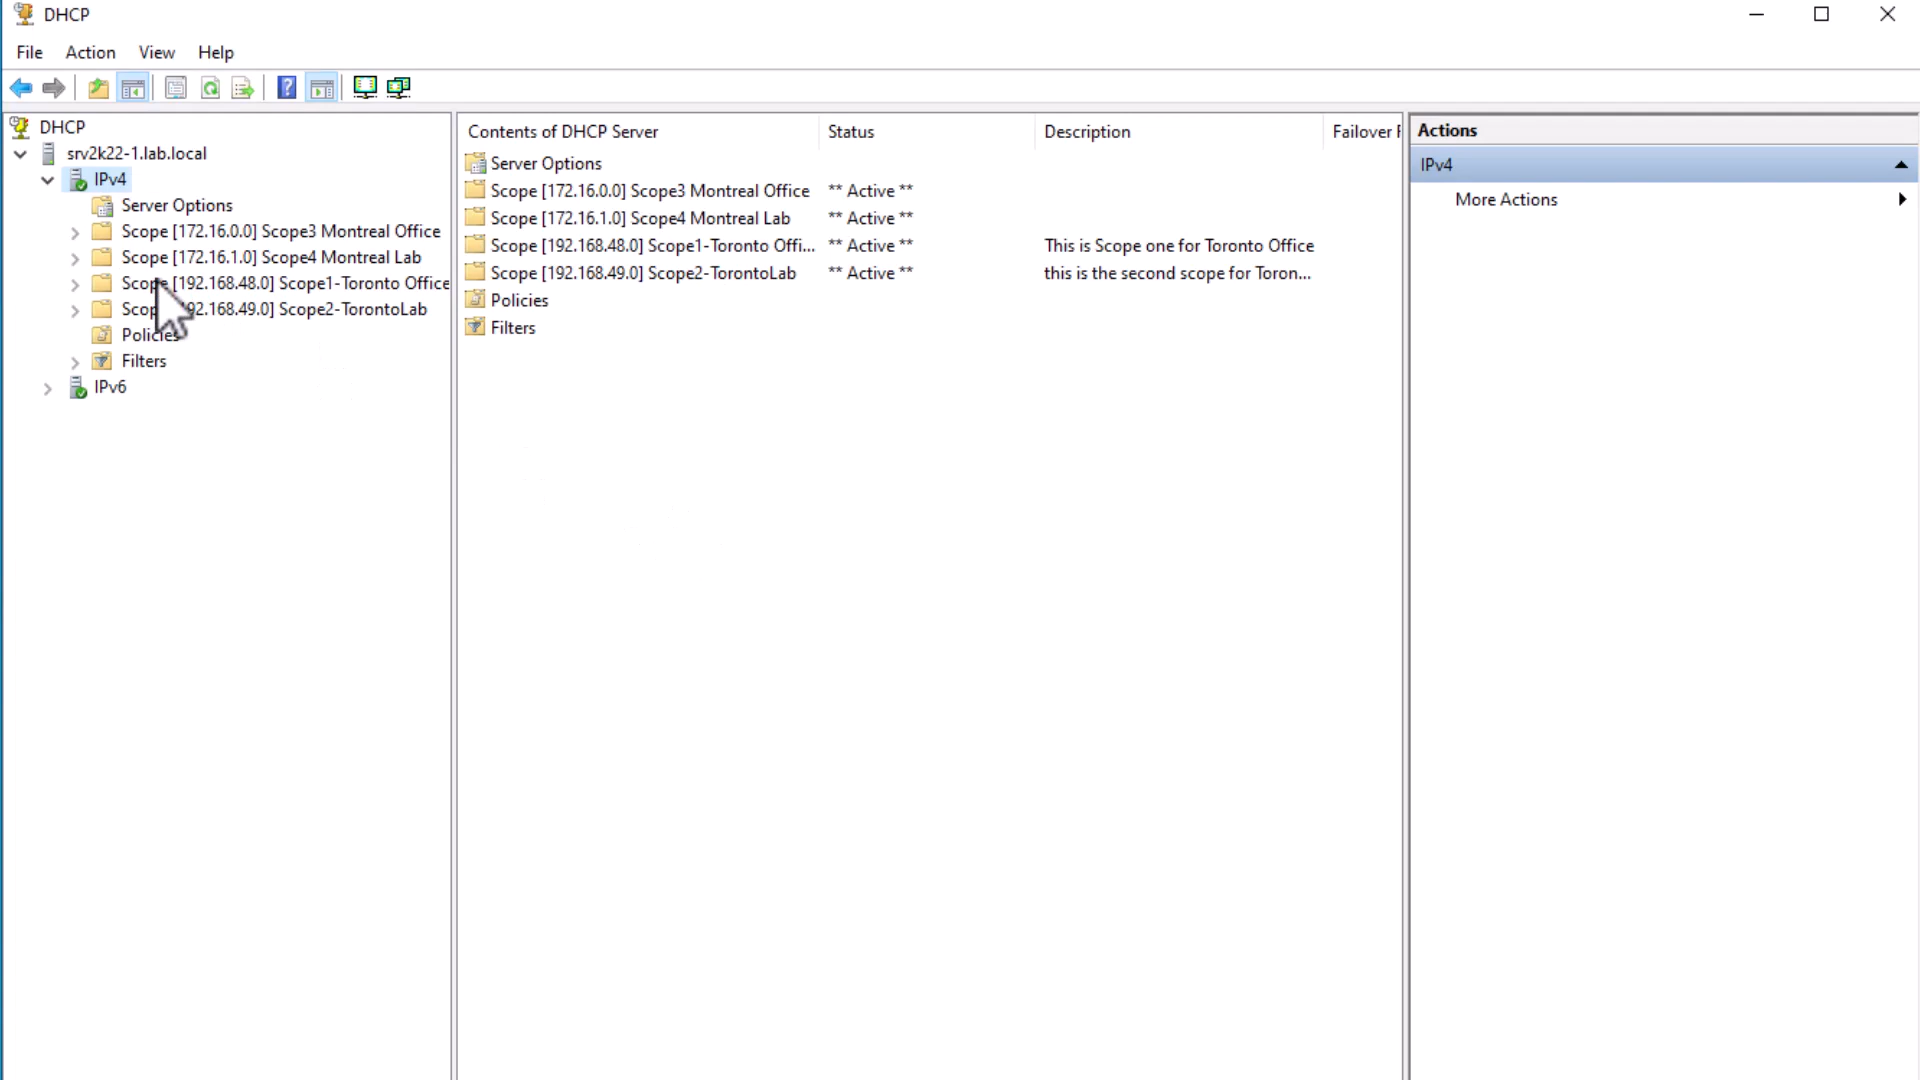 DHCP
File Action View Help
DHCP
srv2k22-1.lab.local
IPv4
Server Options
Scope [172.16.0.0] Scope3 Montreal Office
Scope [172.16.1.0] Scope4 Montreal Lab
Scope [192.168.48.0] Scope1-Toronto Office
92.168.49.0] Scope2-TorontoLab
Policies
Filters
IPv6
Contents of DHCP Server Status Description Failover
Server Options
Scope [172.16.0.0] Scope3 Montreal Office ** Active **
Scope [172.16.1.0] Scope4 Montreal Lab ** Active **
Scope [192.168.48.0] Scope1-Toronto Offi... ** Active ** This is Scope one for Toronto Office
Scope [192.168.49.0] Scope2-TorontoLab ** Active ** this is the second scope for Toron...
Policies
Filters
Actions
IPv4
More Actions